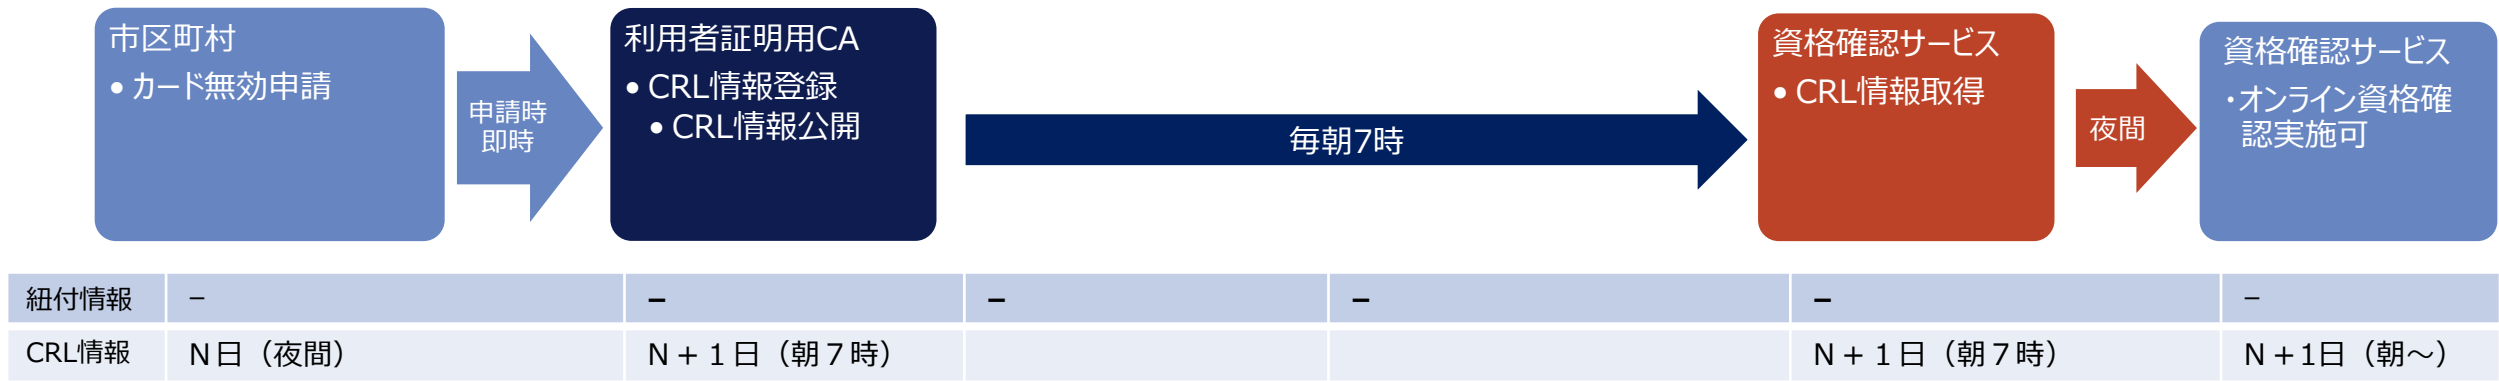 市区町村
• カード無効申請
申請時
即時
利用者証明用CA
• CRL情報登録
• CRL情報公開
毎朝7時
資格確認サービス
• CRL情報取得
夜間
資格確認サービス
・オンライン資格確
認実施可
紐付情報 － － － － － －
CRL情報 N日（夜間） N＋１日（朝７時） N＋１日（朝７時） N＋1日（朝～）